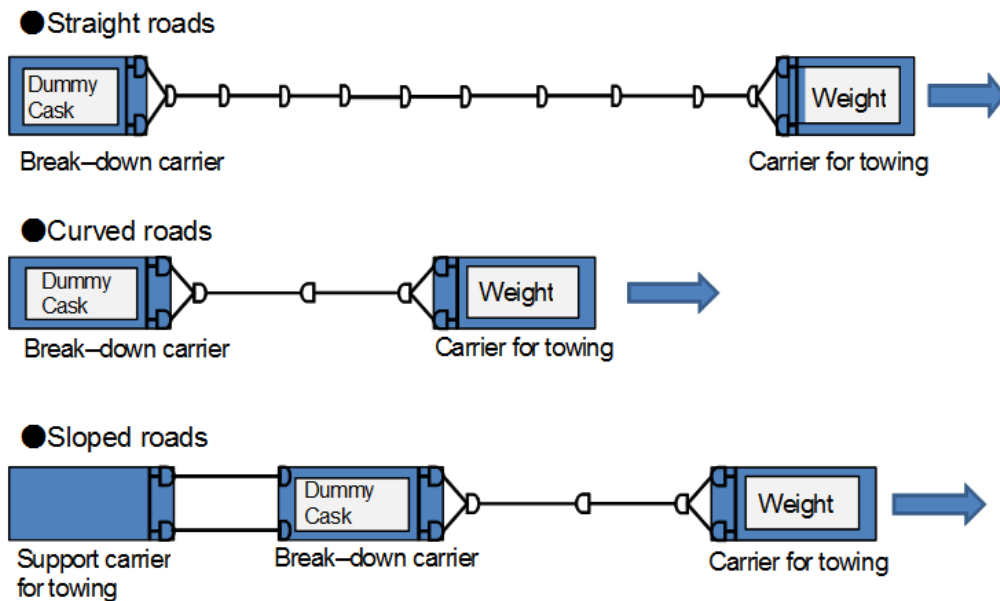 ●Straight roads
Dummy
Cask
Weight
Break–down carrier
Carrier for towing
●Curved roads
Dummy
Cask
Weight
Break–down carrier
Carrier for towing
●Sloped roads
Dummy
Cask
Weight
Support carrier
for towing
Break–down carrier
Carrier for towing